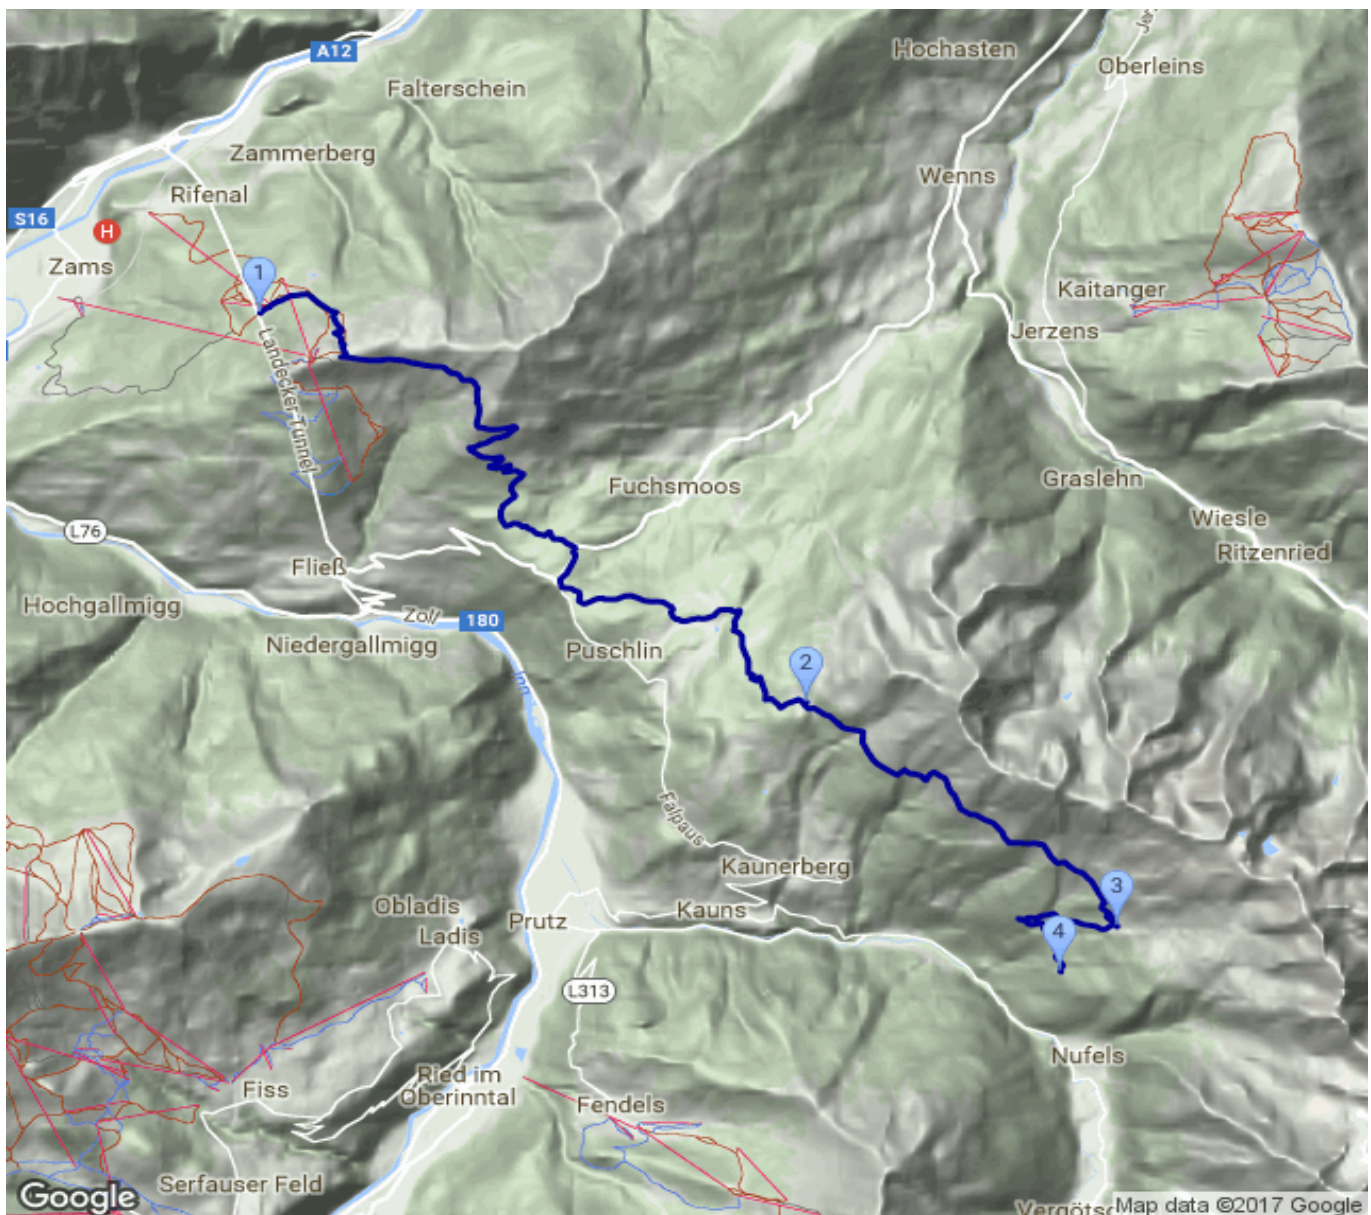 A12
Hochasten
Oberleins
Falterschein
Zammerberg
Wenns
Rifenal
S16
H
Zams
1
Kaitanger
Jerzens
Landecker Tunnel
Fuchsmoos
Graslehn
Wiesle
Ritzenried
L76
Fließ
Hochgallmigg
Zoll
180
Niedergallmigg
Puschlin
2
Inn
Falpaus
Kaunerberg
3
Obladis
Ladis
Prutz
Kauns
4
L313
Nufels
Fiss
Ried im
Oberinntal
Fendels
Serfauser Feld
Google
Map data ©2017 Google